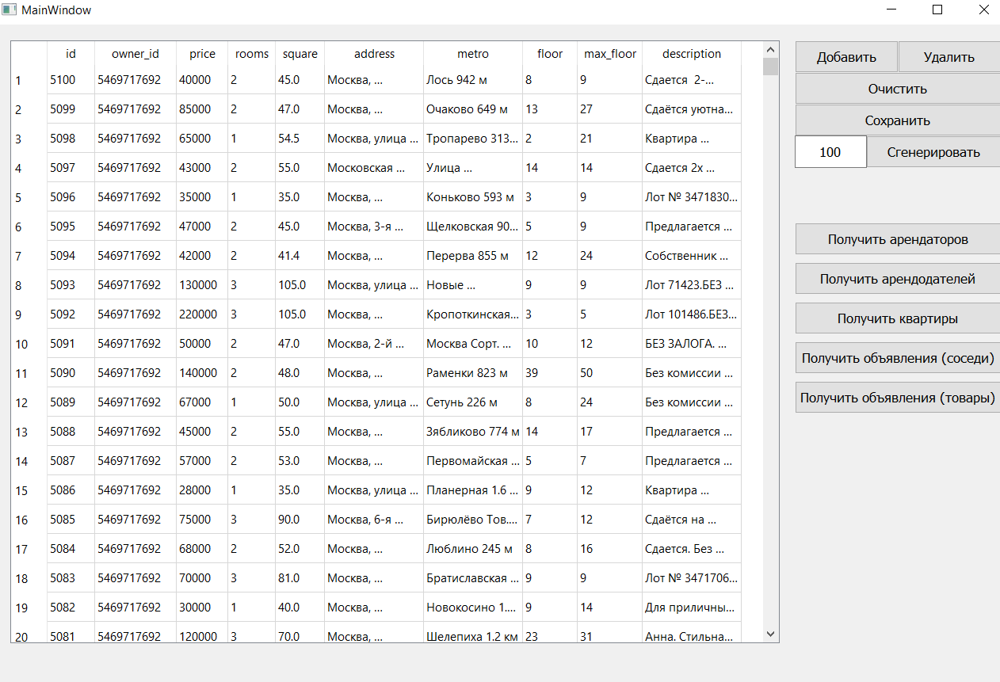 MainWindow
id owner_id price rooms square address metro floor max_floor description
1 5100 5469717692 40000 2 45.0 Москва, ... Лось 942 м 8 9 Сдается 2-...
2 5099 5469717692 85000 2 47.0 Москва, ... Очаково 649 м 13 27 Сдаётся уютна...
3 5098 5469717692 65000 1 54.5 Москва, улица ... Тропарево 313... 2 21 Квартира ...
4 5097 5469717692 43000 2 55.0 Московская ... Улица ... 14 14 Сдается 2х ...
5 5096 5469717692 35000 1 35.0 Москва, ... Коньково 593 м 3 9 Лот № 3471830...
6 5095 5469717692 47000 2 45.0 Москва, 3-я ... Щелковская 90... 5 9 Предлагается ...
7 5094 5469717692 42000 2 41.4 Москва, ... Перерва 855 м 12 24 Собственник ...
8 5093 5469717692 130000 3 105.0 Москва, улица ... Новые ... 9 9 Лот 71423.БЕЗ ...
9 5092 5469717692 220000 3 105.0 Москва, ... Кропоткинская... 3 5 Лот 101486.БЕЗ...
10 5091 5469717692 50000 2 47.0 Москва, 2-й ... Москва Сорт. ... 10 12 БЕЗ ЗАЛОГА. ...
11 5090 5469717692 140000 2 48.0 Москва, ... Раменки 823 м 39 50 Без комиссии ...
12 5089 5469717692 67000 1 50.0 Москва, улица ... Сетунь 226 м 8 24 Без комиссии ...
13 5088 5469717692 45000 2 55.0 Москва, ... Зябликово 774 м 14 17 Предлагается ...
14 5087 5469717692 57000 2 53.0 Москва, ... Первомайская ... 5 7 Предлагается ...
15 5086 5469717692 28000 1 35.0 Москва, улица ... Планерная 1.6 ... 9 12 Квартира ...
16 5085 5469717692 75000 3 90.0 Москва, 6-я ... Бирюлёво Тов.... 7 12 Сдаётся на ...
17 5084 5469717692 68000 2 52.0 Москва, ... Люблино 245 м 8 16 Сдается. Без ...
18 5083 5469717692 70000 3 81.0 Москва, ... Братиславская ... 9 9 Лот № 3471706...
19 5082 5469717692 30000 1 40.0 Москва, ... Новокосино 1.... 9 14 Для приличны...
20 5081 5469717692 120000 3 70.0 Москва, ... Шелепиха 1.2 км 23 31 Анна. Стильна...
Добавить Удалить
Очистить
Сохранить
100 Сгенерировать
Получить арендаторов
Получить арендодателей
Получить квартиры
Получить объявления (соседи)
Получить объявления (товары)